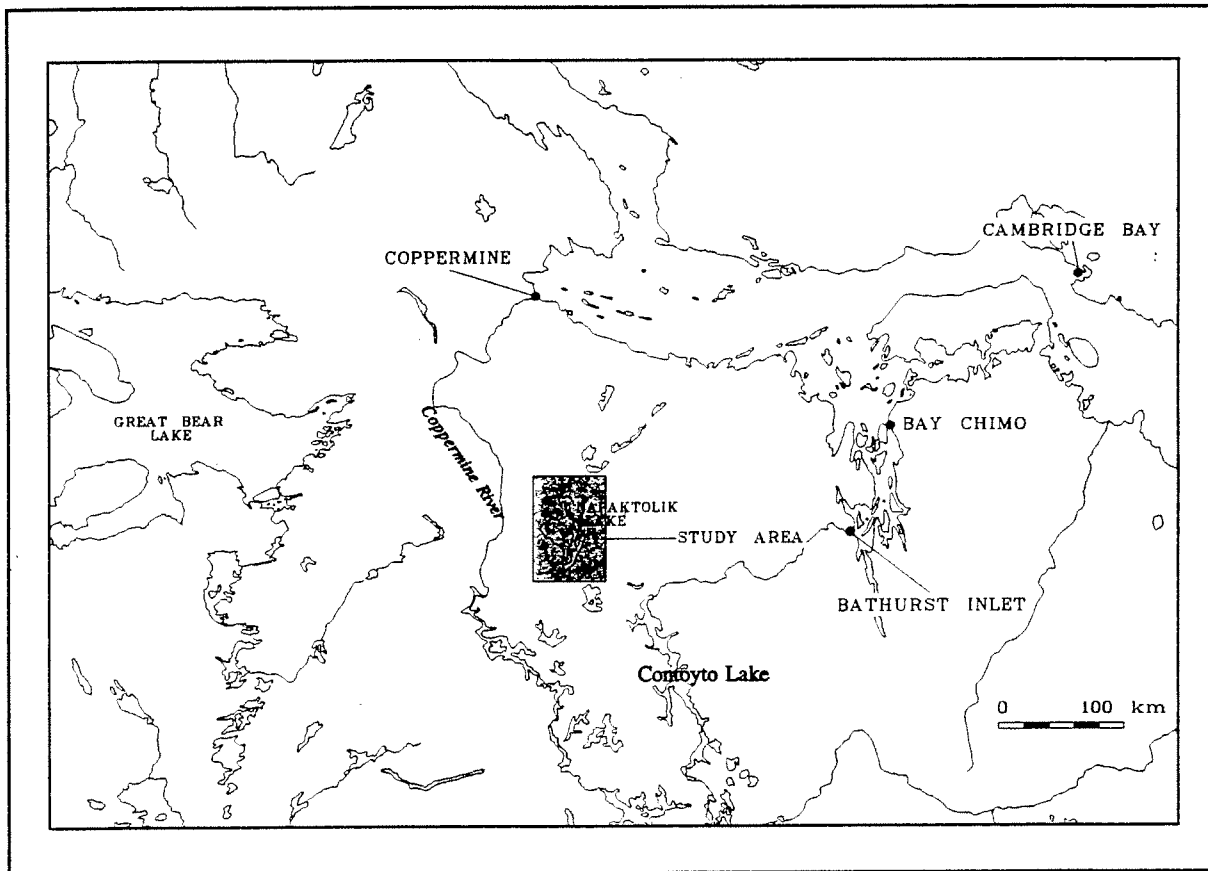 CAMBRIDGE BAY
COPPERMINE
GREAT BEAR
LAKE
Coppermine River
BAY CHIMO
LAKE
STUDY AREA
BATHURST INLET
Contoyto Lake
0 100 km